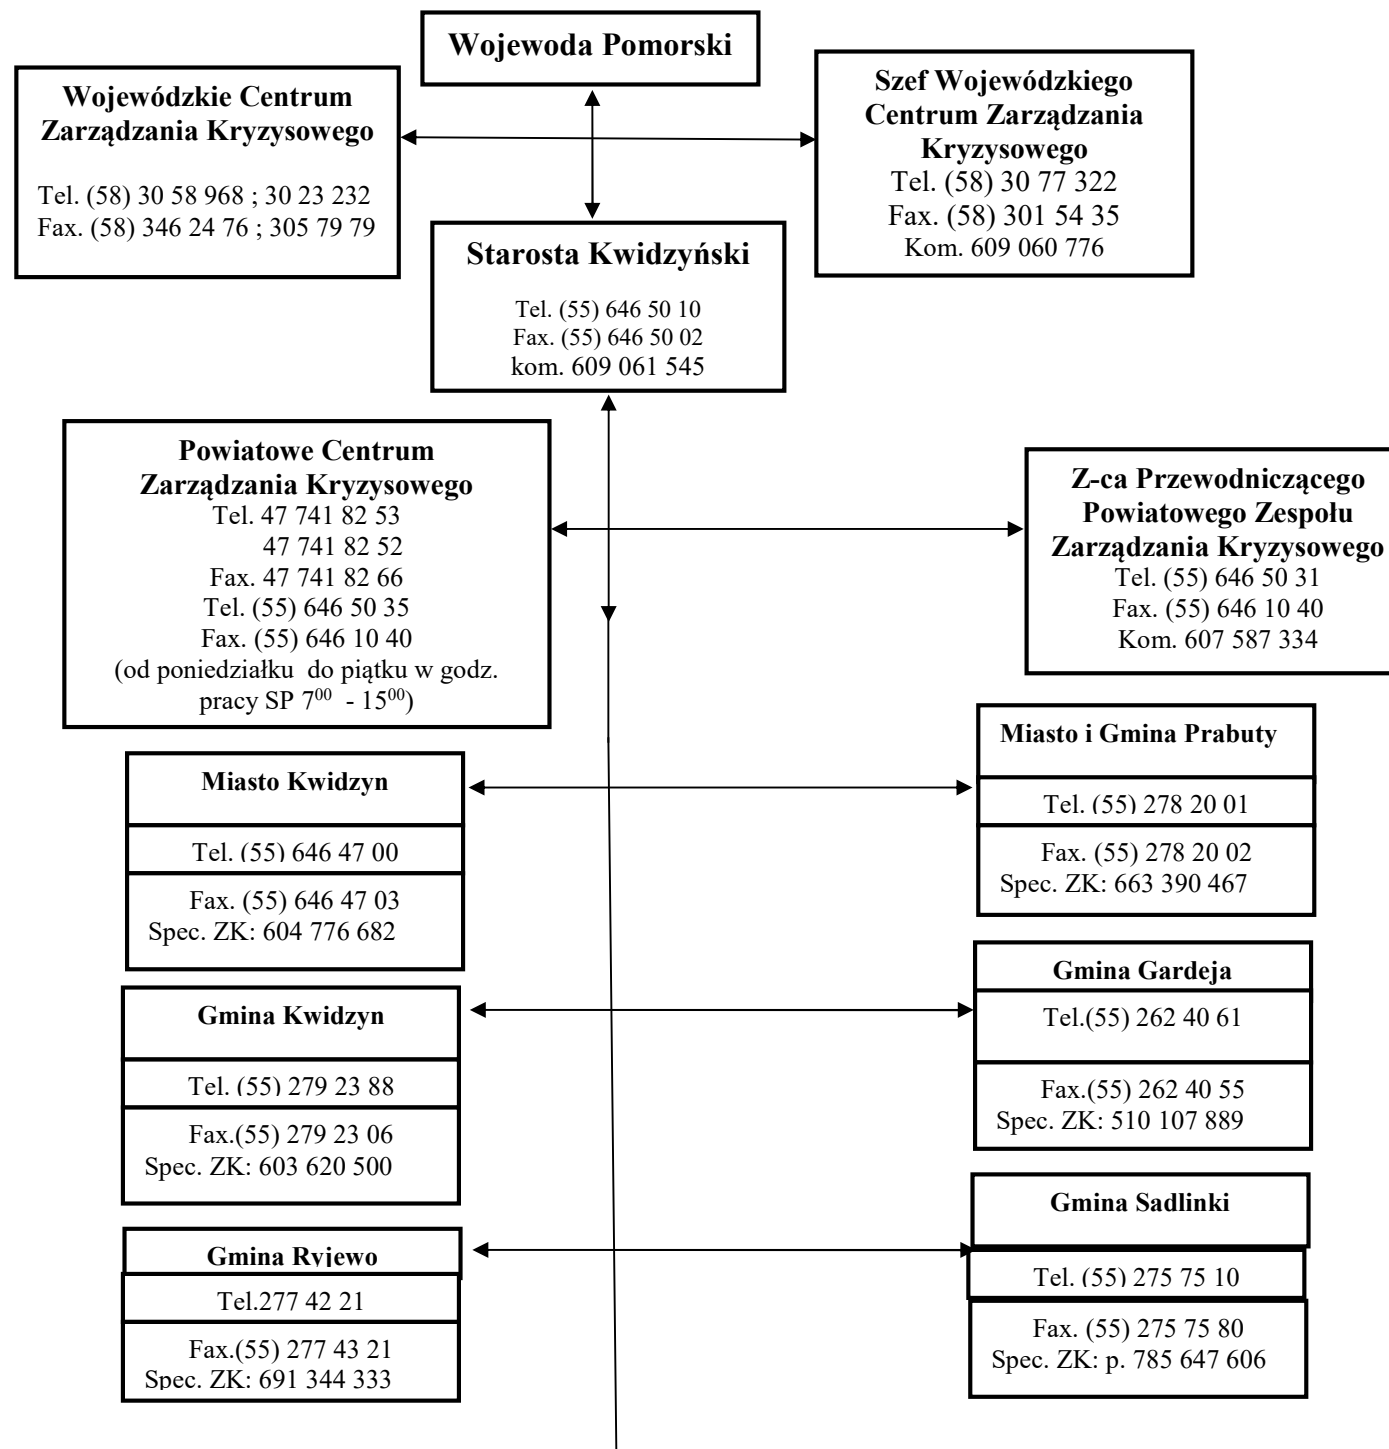 Wojewoda Pomorski
Wojewódzkie Centrum
Zarządzania Kryzysowego
Tel. (58) 30 58 968 ; 30 23 232
Fax. (58) 346 24 76 ; 305 79 79
Szef Wojewódzkiego
Centrum Zarządzania
Kryzysowego
Tel. (58) 30 77 322
Fax. (58) 301 54 35
Kom. 609 060 776
Starosta Kwidzyński
Tel. (55) 646 50 10
Fax. (55) 646 50 02
kom. 609 061 545
Powiatowe Centrum
Zarządzania Kryzysowego
Tel. 47 741 82 53
47 741 82 52
Fax. 47 741 82 66
Tel. (55) 646 50 35
Fax. (55) 646 10 40
(od poniedziałku do piątku w godz.
pracy SP 7⁰⁰ - 15⁰⁰)
Z-ca Przewodniczącego
Powiatowego Zespołu
Zarządzania Kryzysowego
Tel. (55) 646 50 31
Fax. (55) 646 10 40
Kom. 607 587 334
Miasto Kwidzyn
Tel. (55) 646 47 00
Fax. (55) 646 47 03
Spec. ZK: 604 776 682
Miasto i Gmina Prabuty
Tel. (55) 278 20 01
Fax. (55) 278 20 02
Spec. ZK: 663 390 467
Gmina Kwidzyn
Tel. (55) 279 23 88
Fax.(55) 279 23 06
Spec. ZK: 603 620 500
Gmina Gardeja
Tel.(55) 262 40 61
Fax.(55) 262 40 55
Spec. ZK: 510 107 889
Gmina Ryjewo
Tel.277 42 21
Fax.(55) 277 43 21
Spec. ZK: 691 344 333
Gmina Sadlinki
Tel. (55) 275 75 10
Fax. (55) 275 75 80
Spec. ZK: p. 785 647 606